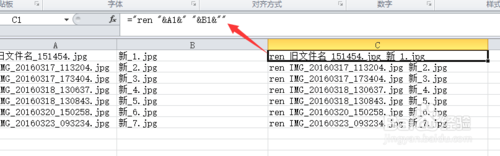 贴板 字体 对齐方式 数字
C1 fx ="ren "&A1&" "&B1&""
A B C
旧文件名_151454.jpg 新_1.jpg ren 旧文件名_151454.jpg 新_1.jpg
IMG_20160317_113204.jpg 新_2.jpg ren IMG_20160317_113204.jpg 新_2.jpg
IMG_20160317_173404.jpg 新_3.jpg ren IMG_20160317_173404.jpg 新_3.jpg
IMG_20160318_130637.jpg 新_4.jpg ren IMG_20160318_130637.jpg 新_4.jpg
IMG_20160318_130843.jpg 新_5.jpg ren IMG_20160318_130843.jpg 新_5.jpg
IMG_20160320_150258.jpg 新_6.jpg ren IMG_20160320_150258.jpg 新_6.jpg
IMG_20160323_093234.jpg 新_7.jpg ren IMG_20160323_093234.jpg 新_7.jpg